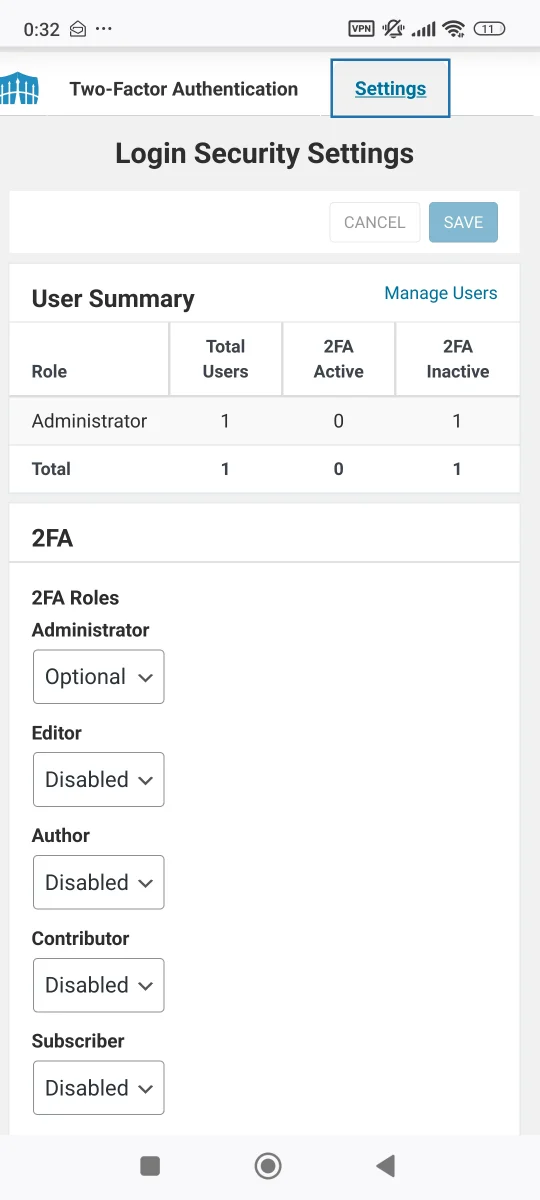 0:32 ...
VPN 11
Two-Factor Authentication Settings
Login Security Settings
CANCEL SAVE
User Summary Manage Users
Role Total Users 2FA Active 2FA Inactive
Administrator 1 0 1
Total 1 0 1
2FA
2FA Roles
Administrator
Optional
Editor
Disabled
Author
Disabled
Contributor
Disabled
Subscriber
Disabled